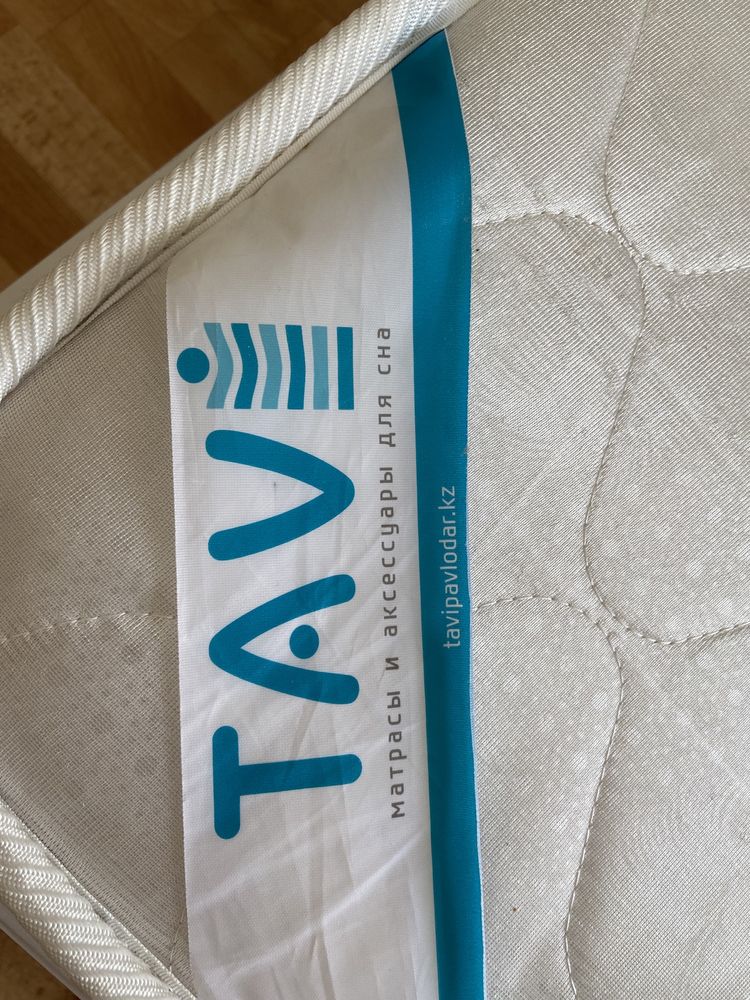 TAVi
матрасы и аксессуары для сна
tavipavlodar.kz